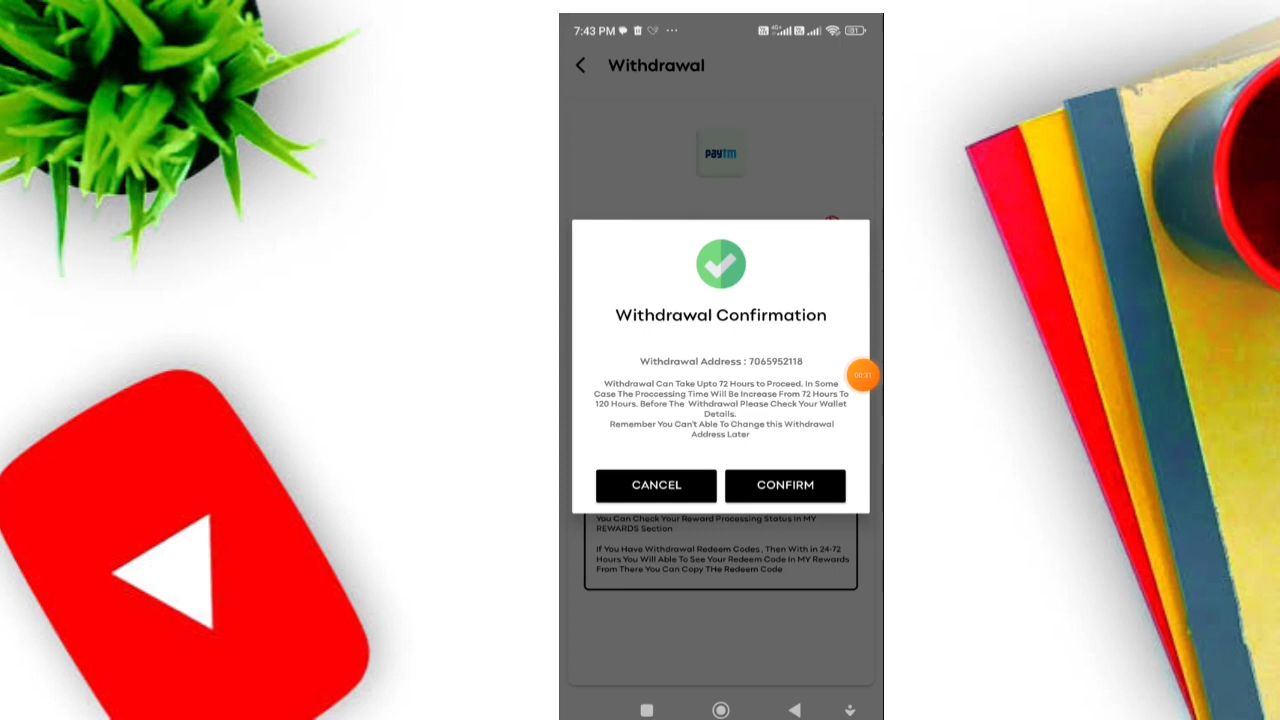 7:43 PM
4G+
31
Withdrawal
paytm
Withdrawal Confirmation
Withdrawal Address : 7065952118
00:31
Withdrawal Can Take Upto 72 Hours to Proceed. In Some
Case The Proccessing Time Will Be Increase From 72 Hours To
120 Hours. Before The Withdrawal Please Check Your Wallet
Details.
Remember You Can't Able To Change this Withdrawal
Address Later
CANCEL
CONFIRM
You Can Check Your Reward Processing Status In MY
REWARDS Section
If You Have Withdrawal Redeem Codes , Then With in 24-72
Hours You Will Able To See Your Redeem Code In MY Rewards
From There You Can Copy THe Redeem Code